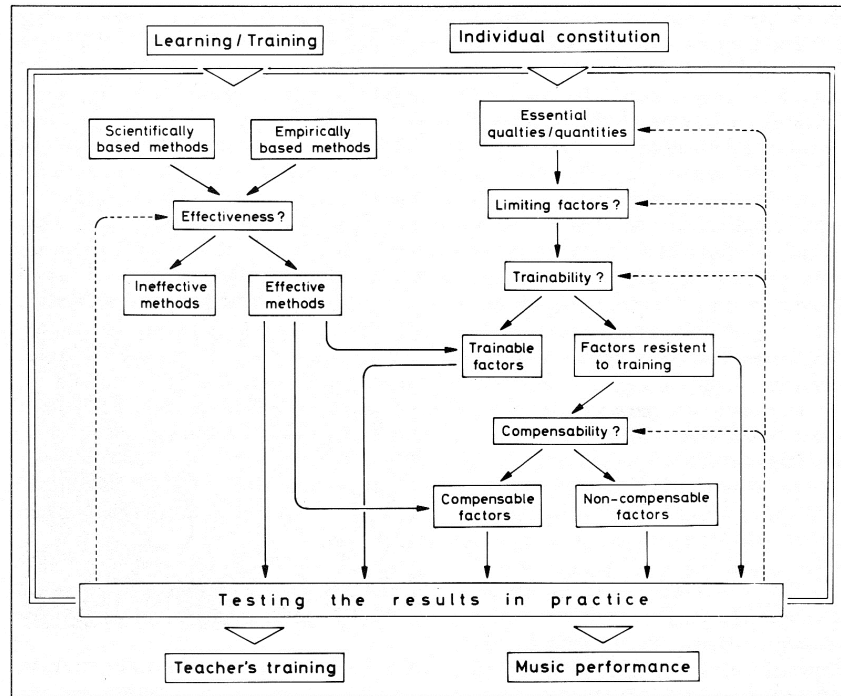 Learning / Training
Individual constitution
Scientifically
based methods
Empirically
based methods
Essential
qualties/quantities
Effectiveness ?
Limiting factors ?
Ineffective
methods
Effective
methods
Trainability ?
Trainable
factors
Factors resistent
to training
Compensability ?
Compensable
factors
Non-compensable
factors
Testing the results in practice
Teacher's training
Music performance